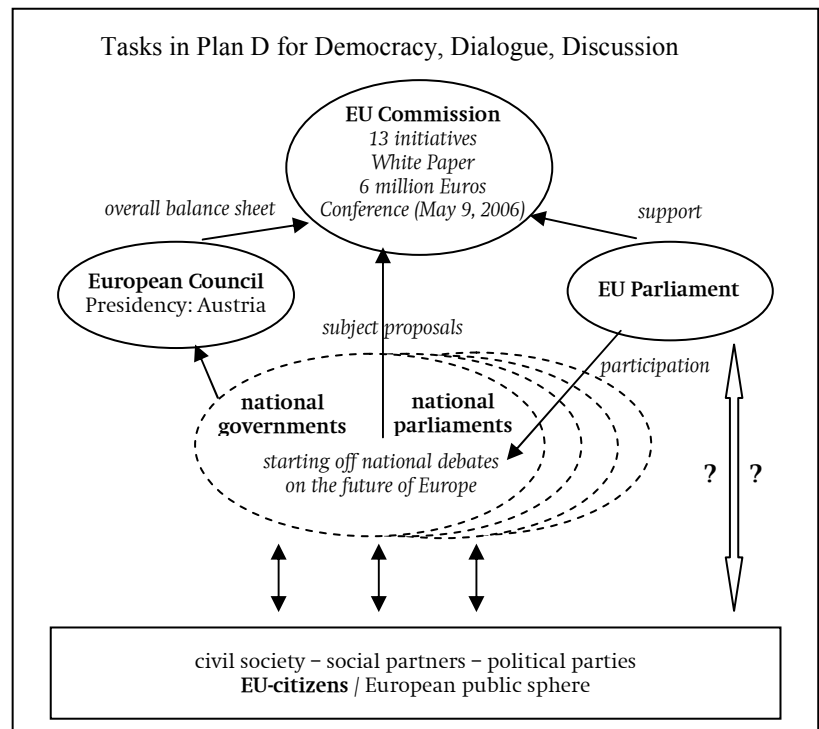 Tasks in Plan D for Democracy, Dialogue, Discussion
EU Commission
13 initiatives
White Paper
6 million Euros
Conference (May 9, 2006)
overall balance sheet
support
European Council
Presidency: Austria
EU Parliament
subject proposals
participation
national
governments
national
parliaments
starting off national debates
on the future of Europe
? ?
civil society – social partners – political parties
EU-citizens / European public sphere